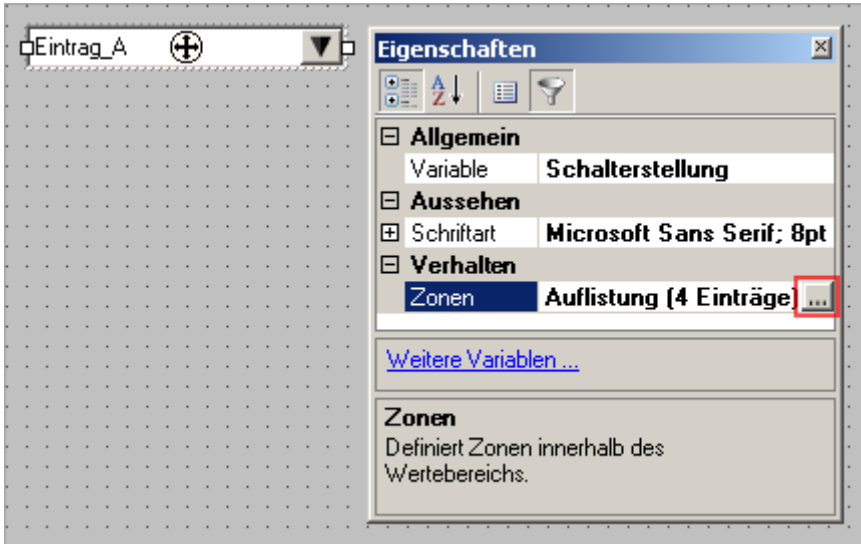 Eintrag_A
Eigenschaften
Allgemein
Variable Schalterstellung
Aussehen
Schriftart Microsoft Sans Serif; 8pt
Verhalten
Zonen Auflistung (4 Einträge) ...
Weitere Variablen ...
Zonen
Definiert Zonen innerhalb des
Wertebereichs.